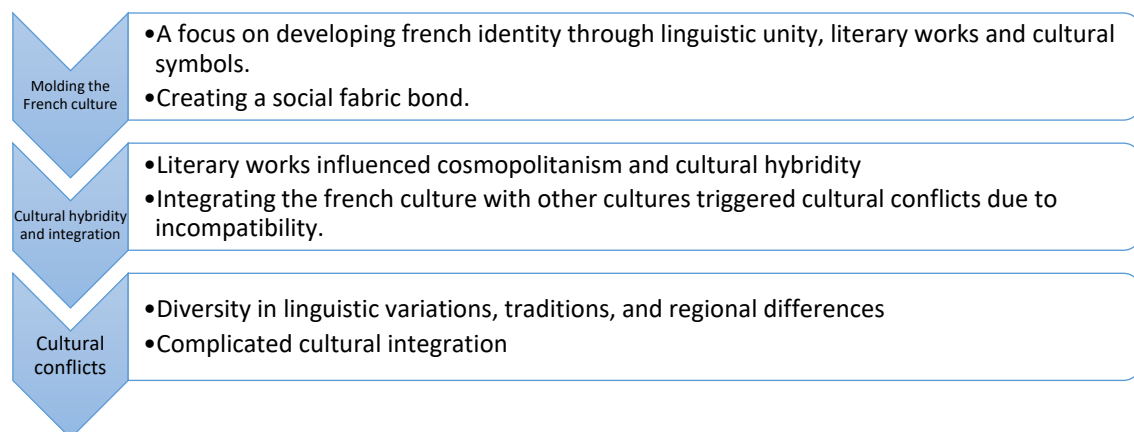 Molding the
French culture
•A focus on developing french identity through linguistic unity, literary works and cultural
symbols.
•Creating a social fabric bond.
Cultural hybridity
and integration
•Literary works influenced cosmopolitanism and cultural hybridity
•Integrating the french culture with other cultures triggered cultural conflicts due to
incompatibility.
Cultural
conflicts
•Diversity in linguistic variations, traditions, and regional differences
•Complicated cultural integration